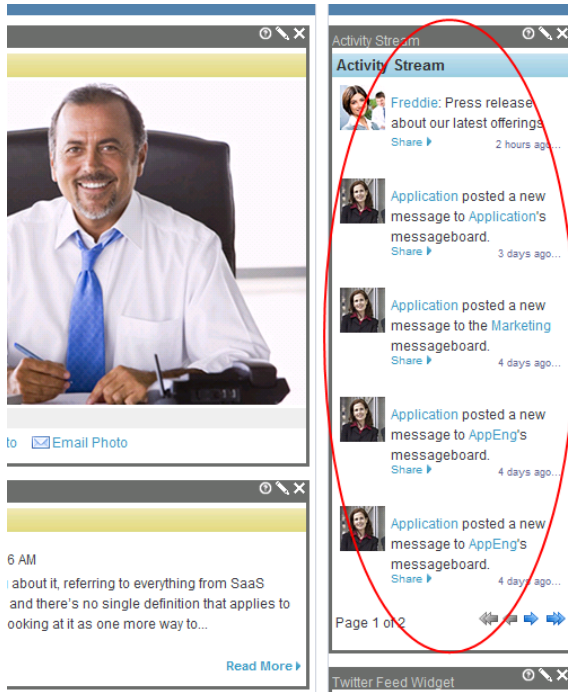 to Email Photo
6 AM
about it, referring to everything from SaaS
and there's no single definition that applies to
ooking at it as one more way to...
Read More
Activity Stream
Activity Stream
Freddie: Press release
about our latest offerings
Share
2 hours ago...
Application posted a new
message to Application's
messageboard.
Share
3 days ago...
Application posted a new
message to the Marketing
messageboard.
Share
4 days ago...
Application posted a new
message to AppEng's
messageboard.
Share
4 days ago...
Application posted a new
message to AppEng's
messageboard.
Share
4 days ago...
Page 1 of 2
Twitter Feed Widget